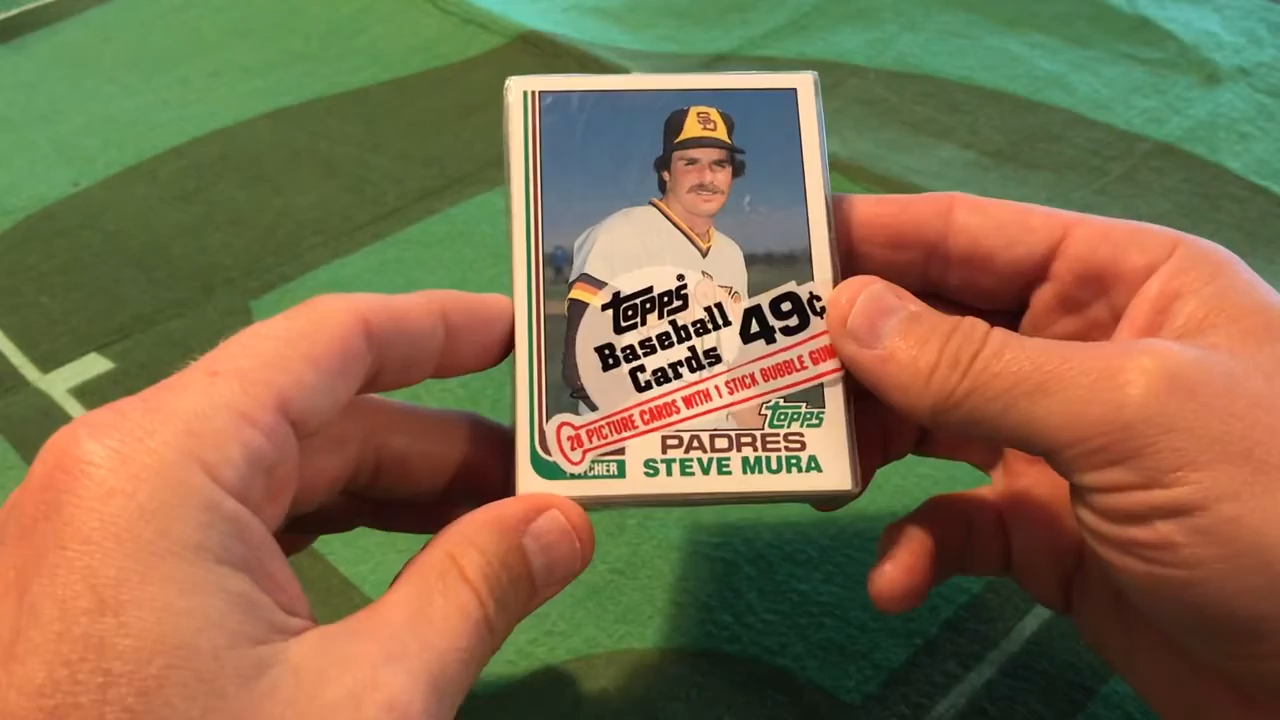 SD
Topps
Baseball
Cards
49¢
28 PICTURE CARDS WITH 1 STICK BUBBLE GUM
Topps
PADRES
PITCHER
STEVE MURA